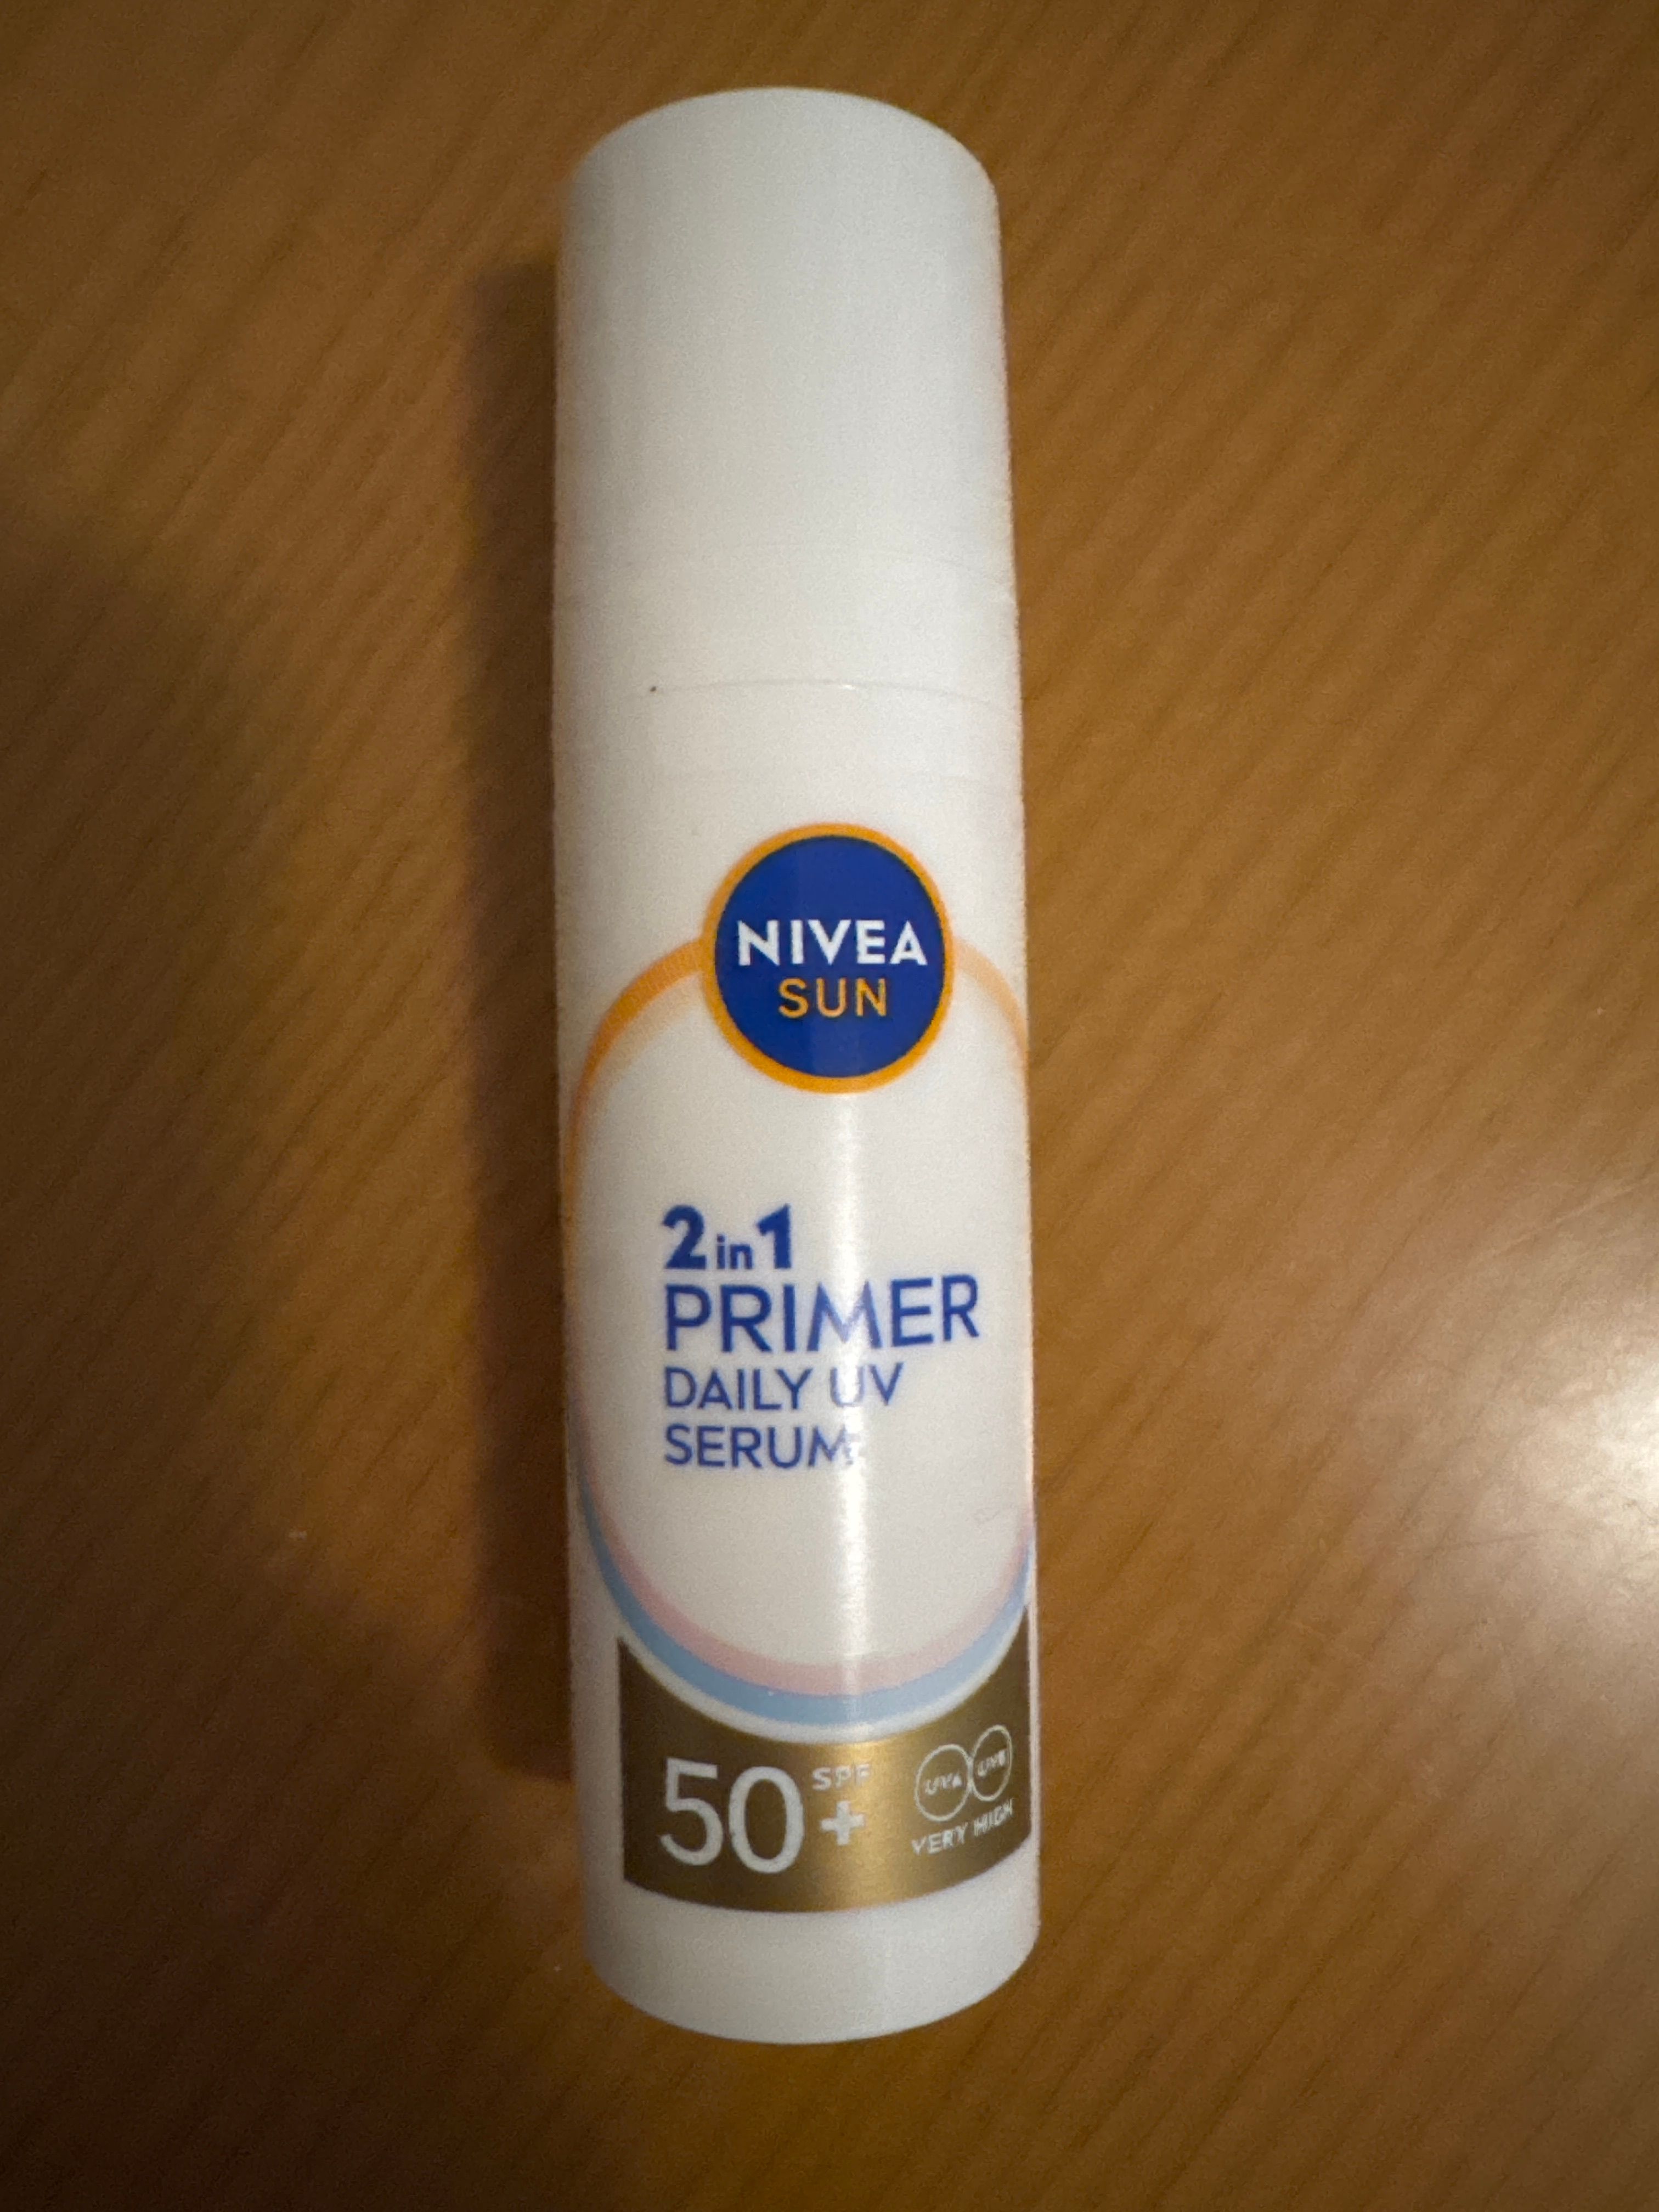 NIVEA
SUN
2in1
PRIMER
DAILY UV
SERUM
50 SPF +
UVA UVB
VERY HIGH